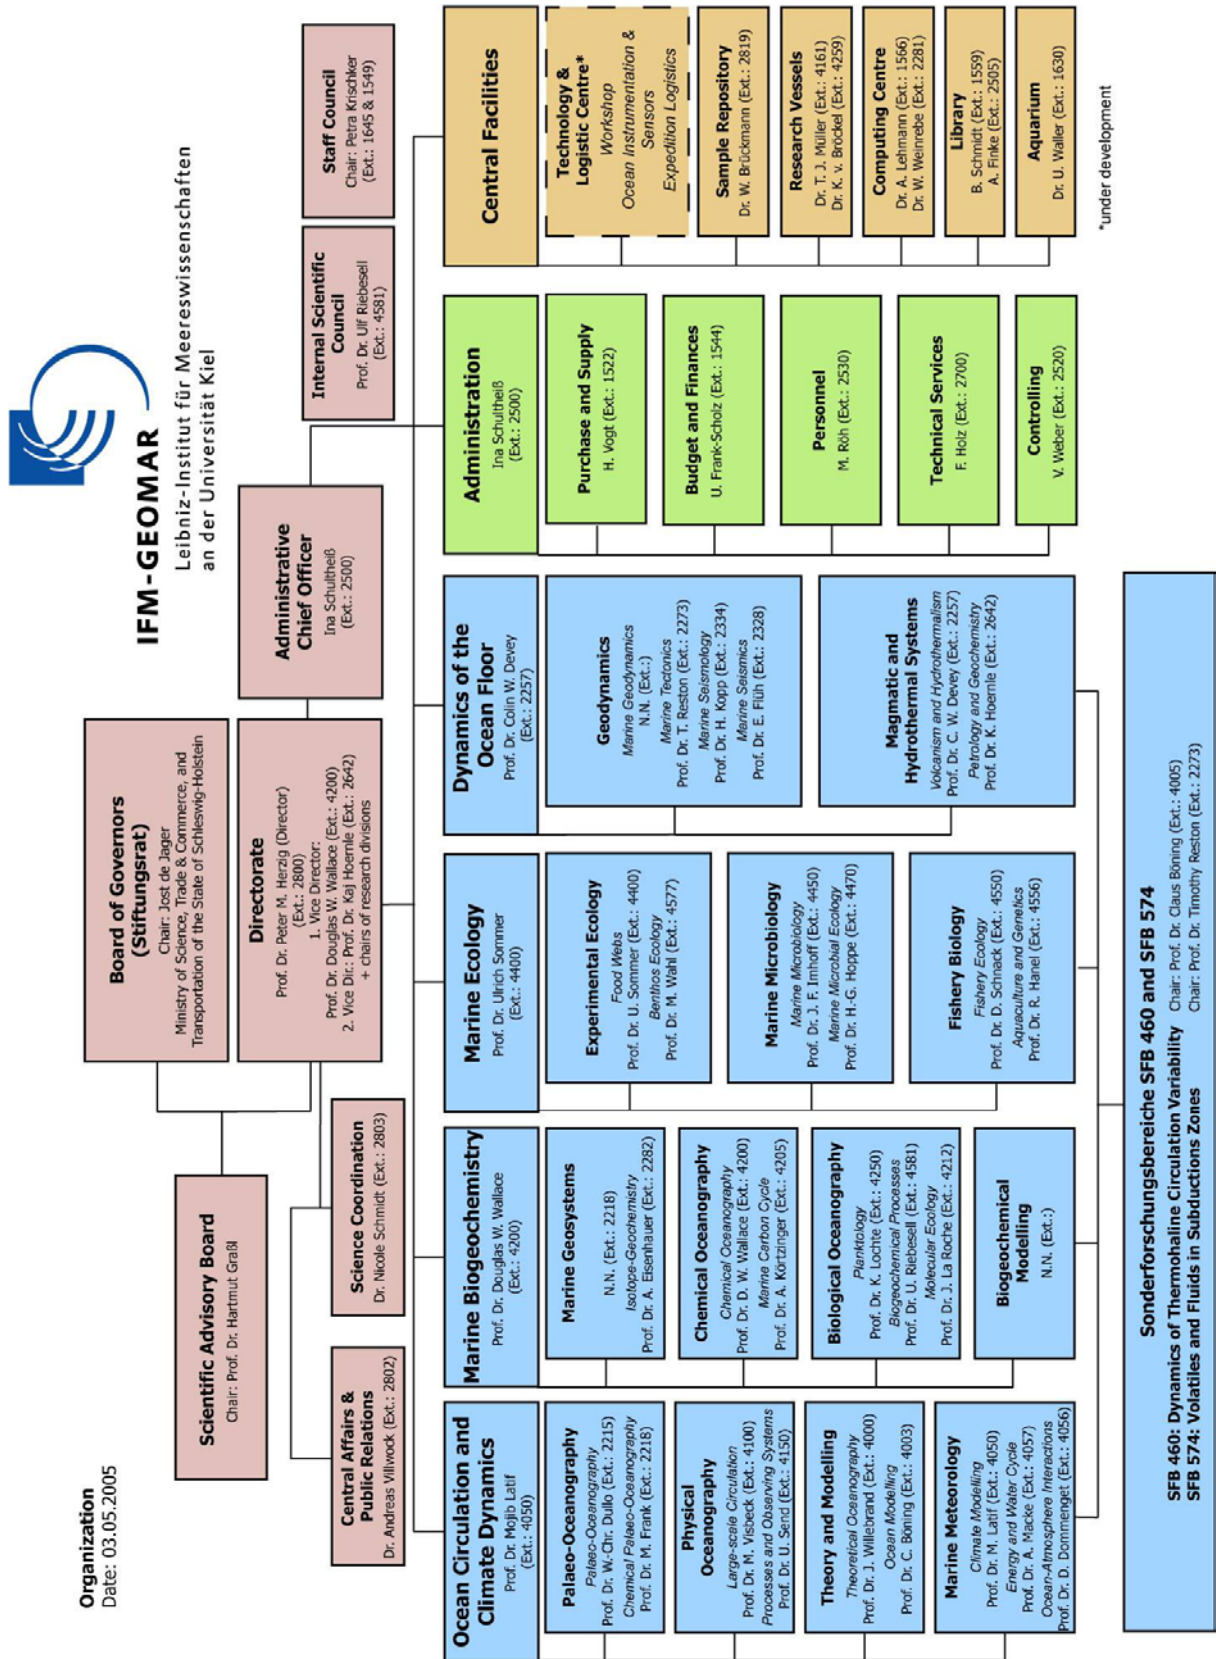 Organization
Date: 03.05.2005
IFM-GEOMAR
Leibniz-Institut für Meereswissenschaften
an der Universität Kiel
Board of Governors
(Stiftungsrat)
Chair: Jost de Jager
Ministry of Science, Trade & Commerce, and
Transportation of the State of Schleswig-Holstein
Scientific Advisory Board
Chair: Prof. Dr. Hartmut Graßl
Directorate
Prof. Dr. Peter M. Herzig (Director)
(Ext.: 2800)
1. Vice Director:
Prof. Dr. Douglas W. Wallace (Ext.: 4200)
2. Vice Dir.: Prof. Dr. Kaj Hoernle (Ext.: 2642)
+ chairs of research divisions
Administrative
Chief Officer
Ina Schultheiß
(Ext.: 2500)
Internal Scientific
Council
Prof. Dr. Ulf Riebesell
(Ext.: 4581)
Staff Council
Chair: Petra Krischker
(Ext.: 1645 & 1549)
Central Affairs &
Public Relations
Dr. Andreas Villwock (Ext.: 2802)
Science Coordination
Dr. Nicole Schmidt (Ext.: 2803)
Ocean Circulation and
Climate Dynamics
Prof. Dr. Mojib Latif
(Ext.: 4050)
Palaeo-Oceanography
Palaeo-Oceanography
Prof. Dr. W.-Chr. Dullo (Ext.: 2215)
Chemical Palaeo-Oceanography
Prof. Dr. M. Frank (Ext.: 2218)
Physical
Oceanography
Large-scale Circulation
Prof. Dr. M. Visbeck (Ext.: 4100)
Processes and Observing Systems
Prof. Dr. U. Send (Ext.: 4150)
Theory and Modelling
Theoretical Oceanography
Prof. Dr. J. Willebrand (Ext.: 4000)
Ocean Modelling
Prof. Dr. C. Böning (Ext.: 4003)
Marine Meteorology
Climate Modelling
Prof. Dr. M. Latif (Ext.: 4050)
Energy and Water Cycle
Prof. Dr. A. Macke (Ext.: 4057)
Ocean-Atmosphere Interactions
Prof. Dr. D. Dommenget (Ext.: 4056)
Marine Biogeochemistry
Prof. Dr. Douglas W. Wallace
(Ext.: 4200)
Marine Geosystems
N.N. (Ext.: 2218)
Isotope-Geochemistry
Prof. Dr. A. Eisenhauer (Ext.: 2282)
Chemical Oceanography
Chemical Oceanography
Prof. Dr. D. W. Wallace (Ext.: 4200)
Marine Carbon Cycle
Prof. Dr. A. Körtzinger (Ext.: 4205)
Biological Oceanography
Planktology
Prof. Dr. K. Lochte (Ext.: 4250)
Biogeochemical Processes
Prof. Dr. U. Riebesell (Ext.: 4581)
Molecular Ecology
Prof. Dr. J. La Roche (Ext.: 4212)
Biogeochemical
Modelling
N.N. (Ext.:)
Marine Ecology
Prof. Dr. Ulrich Sommer
(Ext.: 4400)
Experimental Ecology
Food Webs
Prof. Dr. U. Sommer (Ext.: 4400)
Benthos Ecology
Prof. Dr. M. Wahl (Ext.: 4577)
Marine Microbiology
Marine Microbiology
Prof. Dr. J. F. Imhoff (Ext.: 4450)
Marine Microbial Ecology
Prof. Dr. H.-G. Hoppe (Ext.: 4470)
Fishery Biology
Fishery Ecology
Prof. Dr. D. Schnack (Ext.: 4550)
Aquaculture and Genetics
Prof. Dr. R. Hanel (Ext.: 4556)
Dynamics of the
Ocean Floor
Prof. Dr. Colin W. Devey
(Ext.: 2257)
Geodynamics
Marine Geodynamics
N.N. (Ext.:)
Marine Tectonics
Prof. Dr. T. Reston (Ext.: 2273)
Marine Seismology
Prof. Dr. H. Kopp (Ext.: 2334)
Marine Seismics
Prof. Dr. E. Flüh (Ext.: 2328)
Magmatic and
Hydrothermal Systems
Volcanism and Hydrothermalism
Prof. Dr. C. W. Devey (Ext.: 2257)
Petrology and Geochemistry
Prof. Dr. K. Hoernle (Ext.: 2642)
Administration
Ina Schultheiß
(Ext.: 2500)
Purchase and Supply
H. Vogt (Ext.: 1522)
Budget and Finances
U. Frank-Scholz (Ext.: 1544)
Personnel
M. Röh (Ext.: 2530)
Technical Services
F. Holz (Ext.: 2700)
Controlling
V. Weber (Ext.: 2520)
Central Facilities
Technology &
Logistic Centre*
Workshop
Ocean Instrumentation &
Sensors
Expedition Logistics
Sample Repository
Dr. W. Brückmann (Ext.: 2819)
Research Vessels
Dr. T. J. Müller (Ext.: 4161)
Dr. K. v. Bröckel (Ext.: 4259)
Computing Centre
Dr. A. Lehmann (Ext.: 1566)
Dr. W. Weinrebe (Ext.: 2281)
Library
B. Schmidt (Ext.: 1559)
A. Finke (Ext.: 2505)
Aquarium
Dr. U. Waller (Ext.: 1630)
*under development
Sonderforschungsbereiche SFB 460 and SFB 574
SFB 460: Dynamics of Thermohaline Circulation Variability Chair: Prof. Dr. Claus Böning (Ext.: 4005)
SFB 574: Volatiles and Fluids in Subductions Zones Chair: Prof. Dr. Timothy Reston (Ext.: 2273)